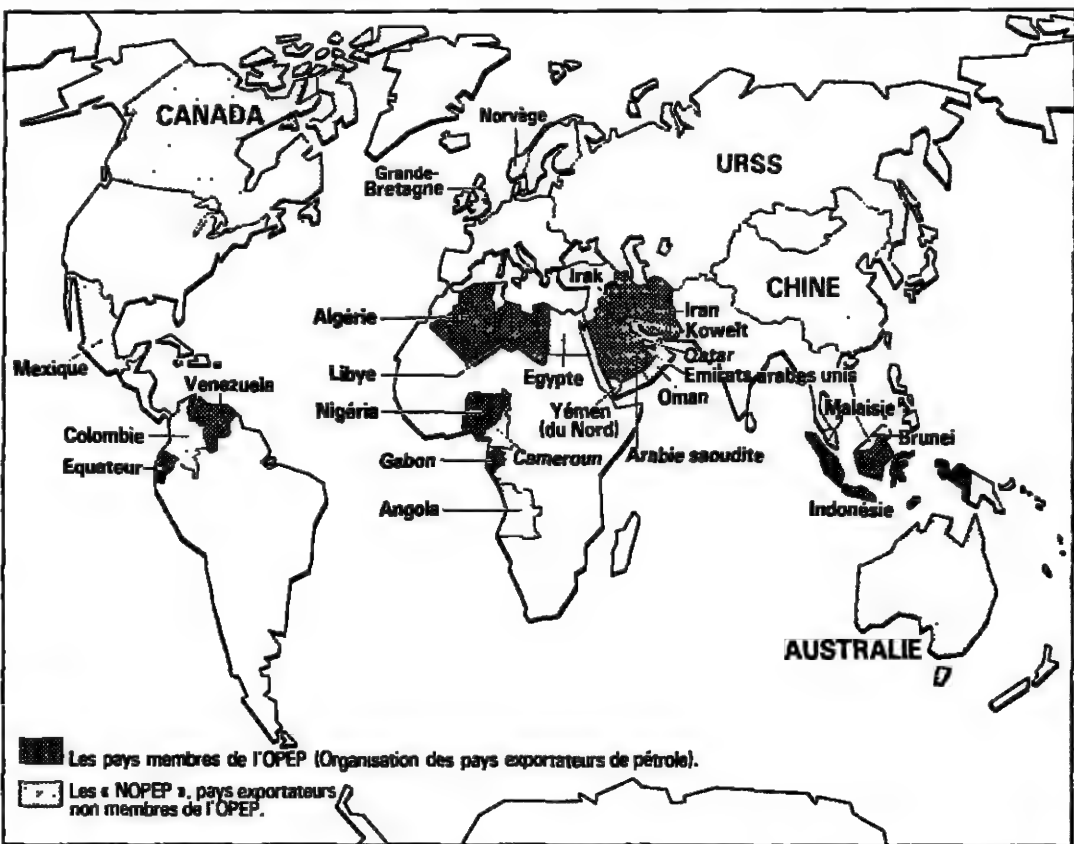 CANADA
Norvège
Grande-
Bretagne
URSS
CHINE
Irak
Iran
Koweït
Qatar
Emirats arabes unis
Oman
Algérie
Libye
Egypte
Mexique
Venezuela
Nigéria
Yémen
(du Nord)
Malaisie
Colombie
Brunei
Equateur
Gabon
Cameroun
Arabie saoudite
Angola
Indonésie
AUSTRALIE
Les pays membres de l'OPEP (Organisation des pays exportateurs de pétrole).
Les « NOPEP », pays exportateurs
non membres de l'OPEP.